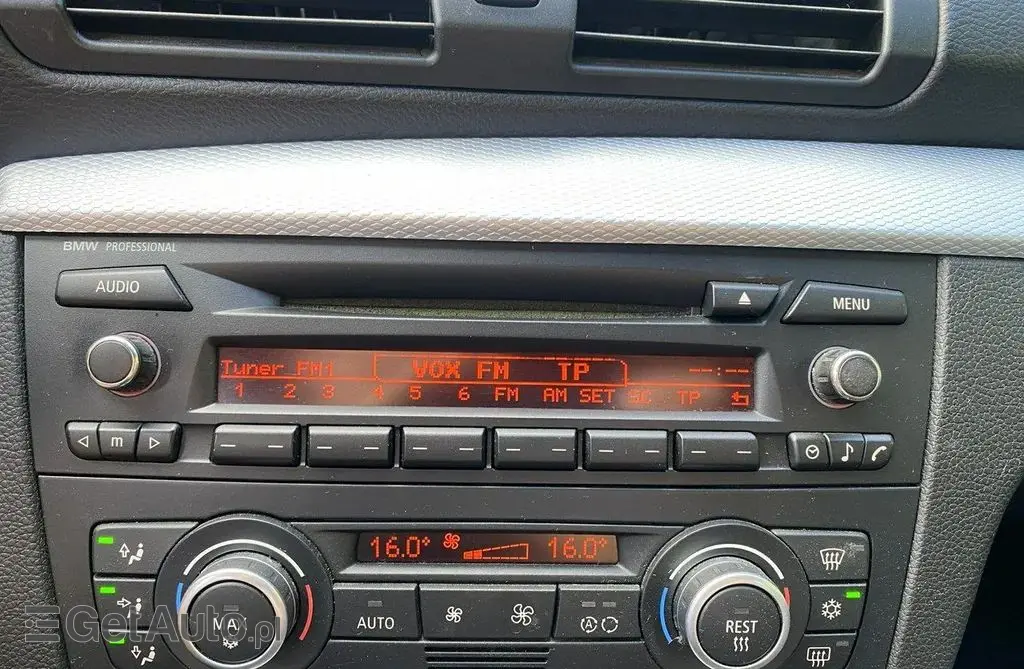 BMW PROFESSIONAL
AUDIO
MENU
Tuner FM1 VOX FM TP --:--
1 2 3 4 5 6 FM AM SET SC TP
m
16.0° 16.0°
AUTO
MAX
REST
GetAuto.pl